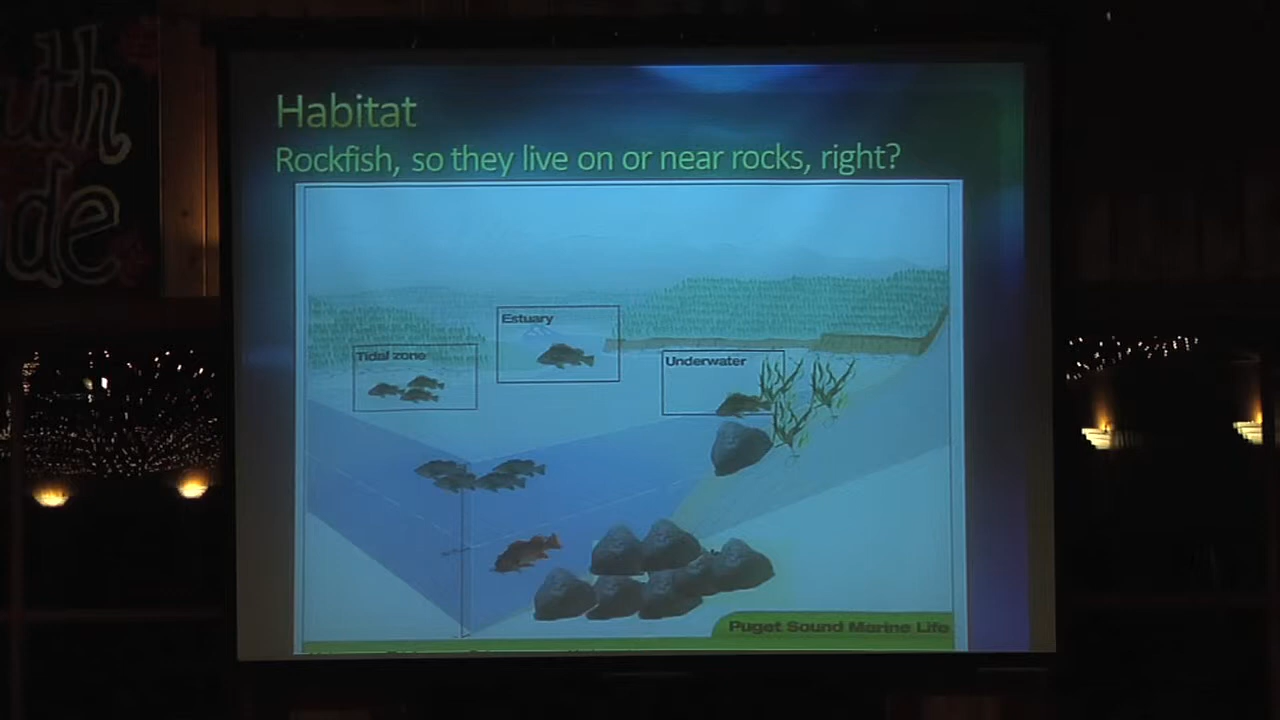 Habitat
Rockfish, so they live on or near rocks, right?
Estuary
Tidal zone
Underwater
Puget Sound Marine Life